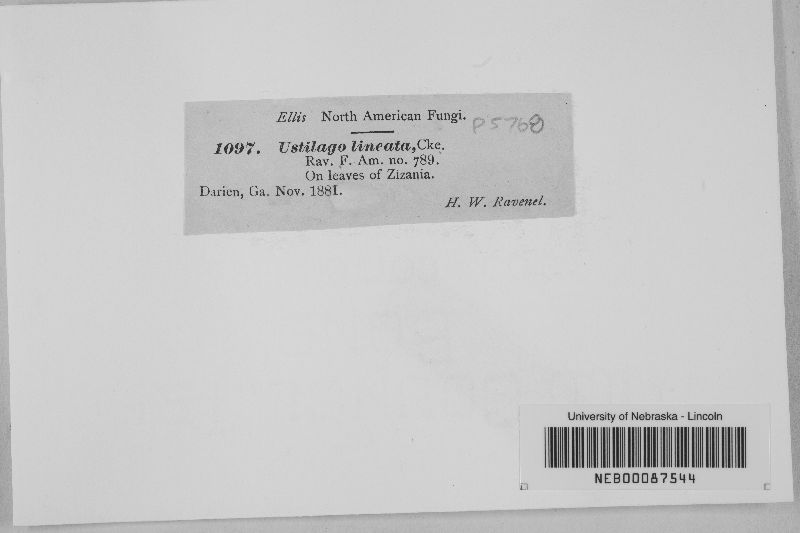 Ellis North American Fungi.
P5768
1097. Ustilago lineata, Cke.
Rav. F. Am. no. 789.
On leaves of Zizania.
Darien, Ga. Nov. 1881.
H. W. Ravenel.
University of Nebraska - Lincoln
NEB00087544